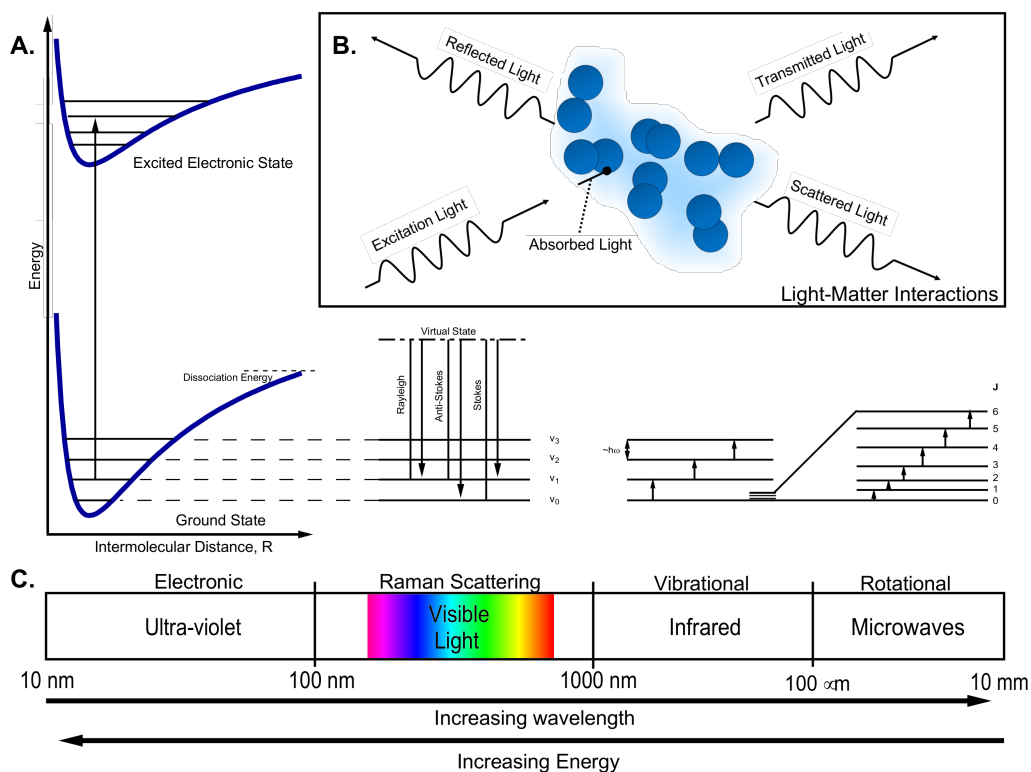 A.
Energy
Excited Electronic State
Dissociation Energy
Ground State
Intermolecular Distance, R
B.
Reflected Light
Transmitted Light
Excitation Light
Absorbed Light
Scattered Light
Light-Matter Interactions
Virtual State
Rayleigh
Anti-Stokes
Stokes
v3
v2
v1
v0
~hω
J
6
5
4
3
2
1
0
C.
Electronic
Raman Scattering
Vibrational
Rotational
Ultra-violet
Visible
Light
Infrared
Microwaves
10 nm
100 nm
1000 nm
100 ∝m
10 mm
Increasing wavelength
Increasing Energy